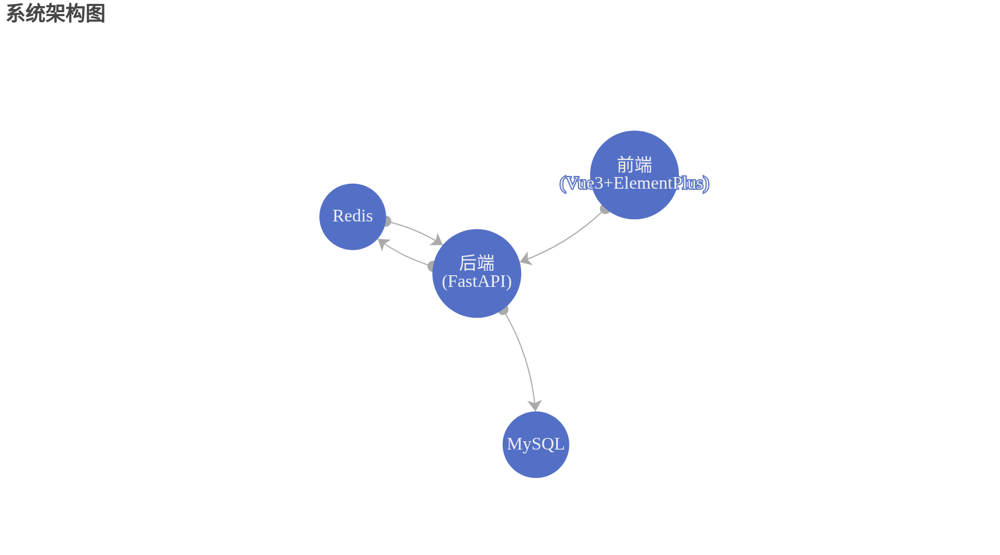 系统架构图
前端
(Vue3+ElementPlus)
Redis
后端
(FastAPI)
MySQL